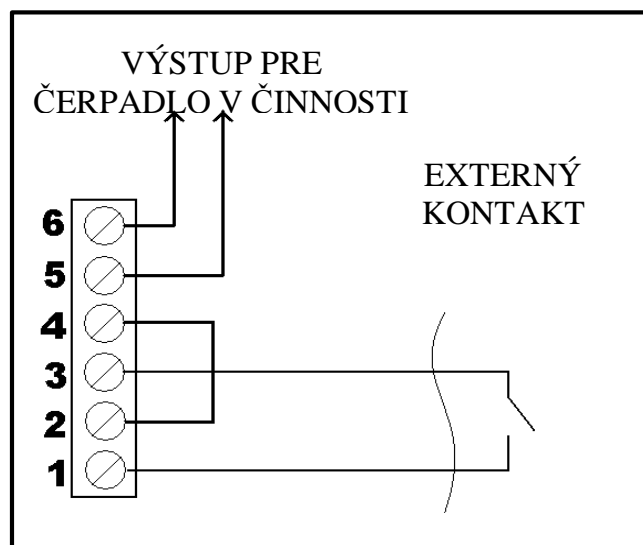 VÝSTUP PRE
ČERPADLO V ČINNOSTI
EXTERNÝ
KONTAKT
6
5
4
3
2
1